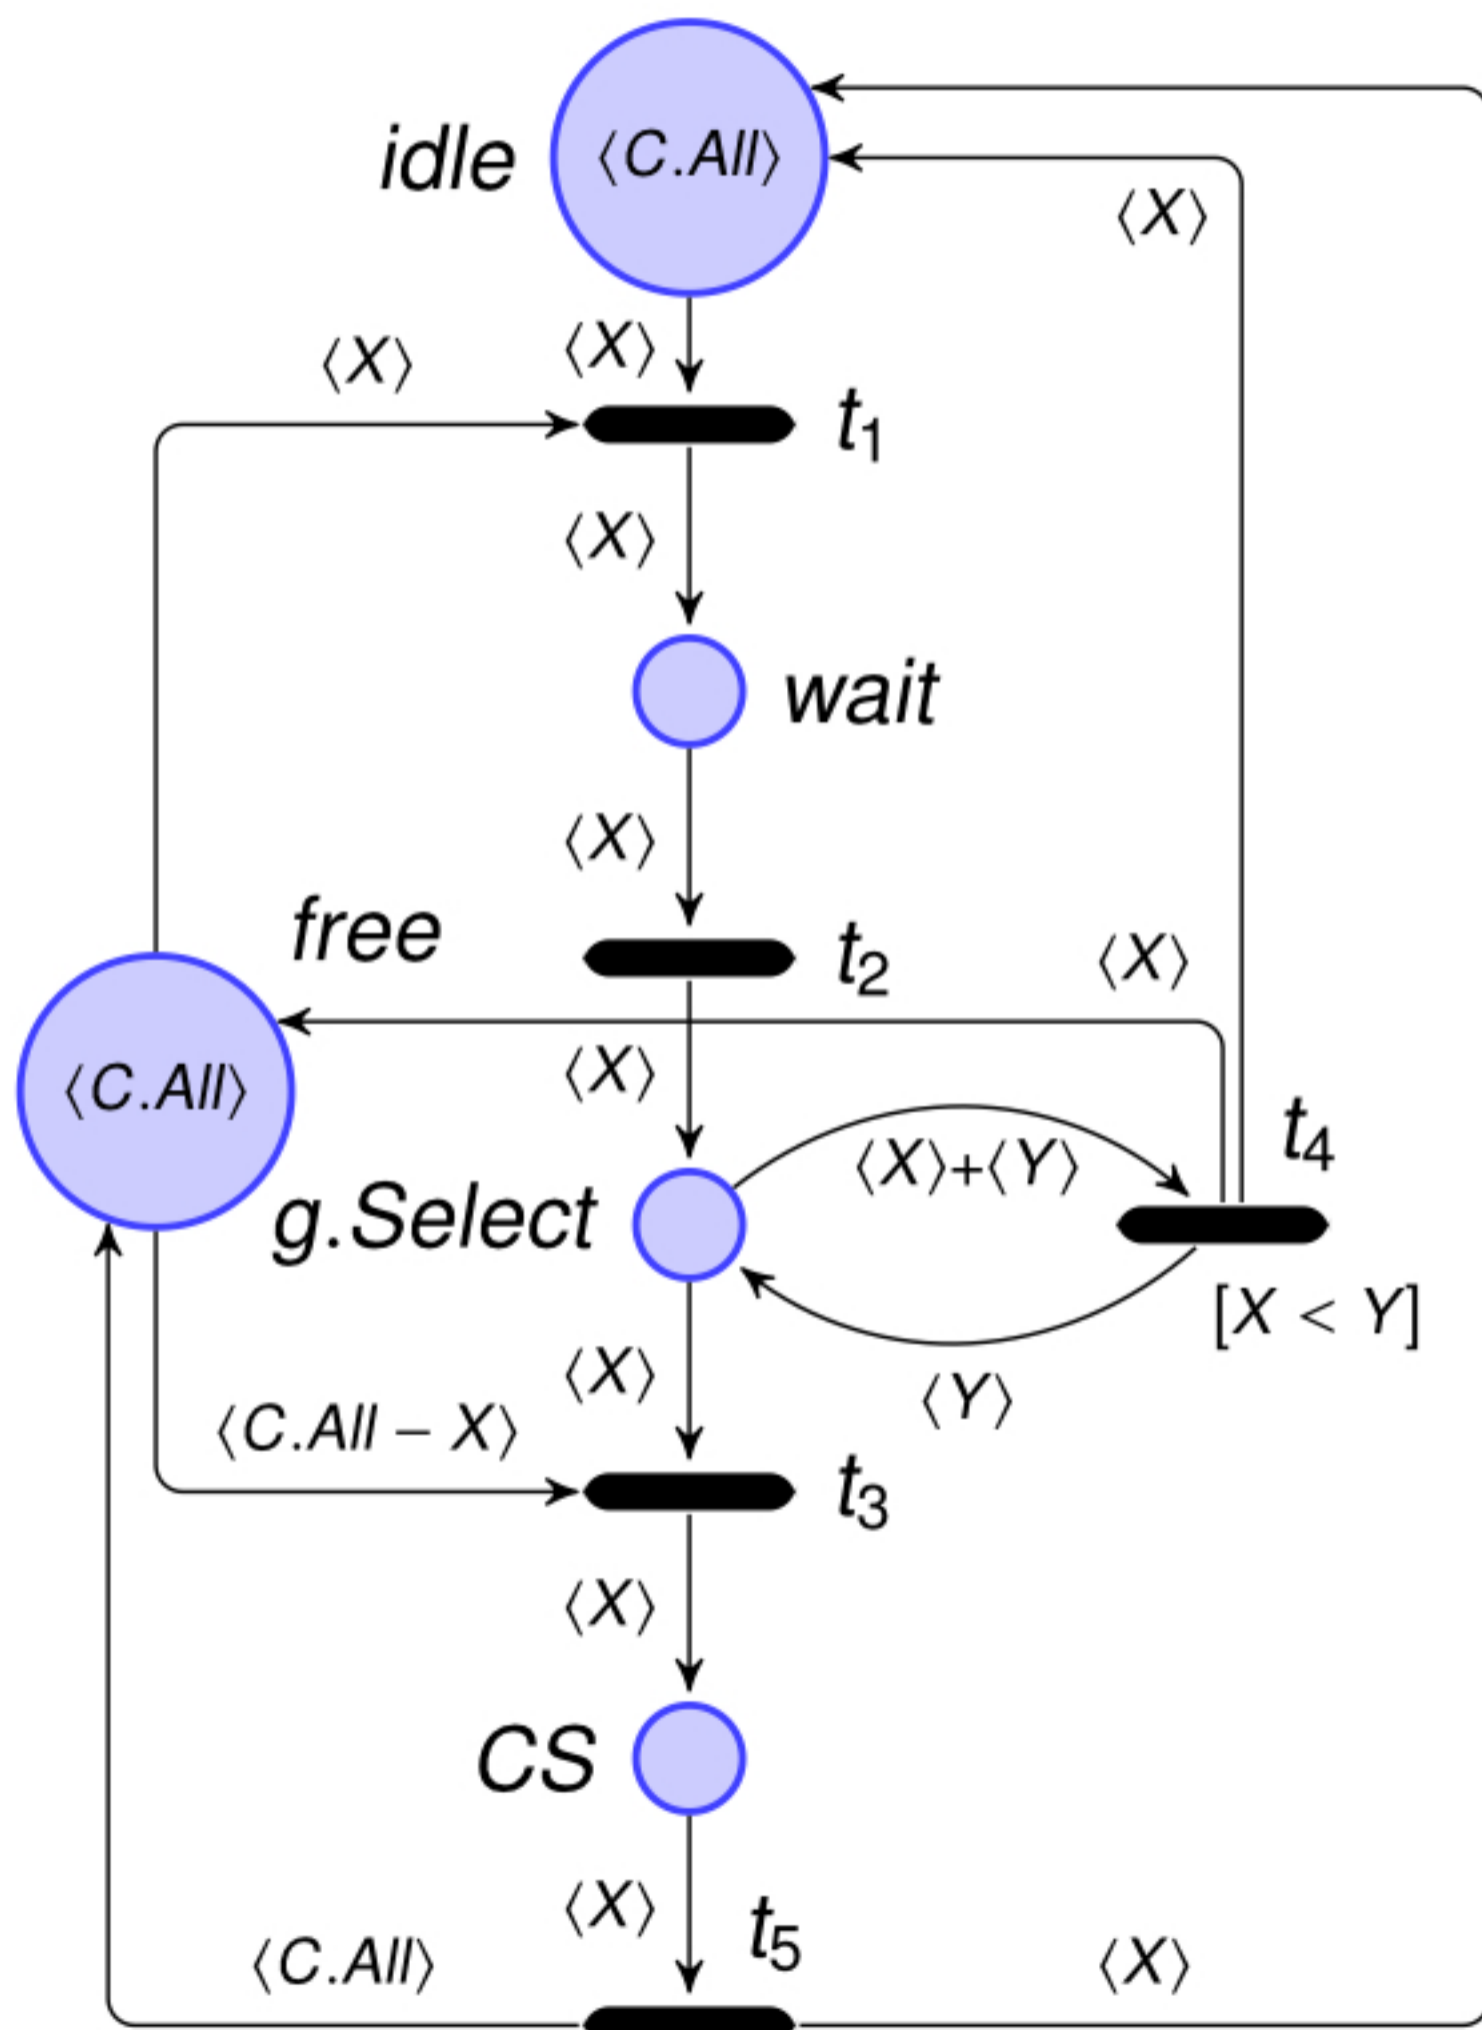 idle
⟨C.All⟩
⟨X⟩
⟨X⟩
⟨X⟩
t1
⟨X⟩
wait
⟨X⟩
free
t2
⟨X⟩
⟨C.All⟩
⟨X⟩
t4
⟨X⟩+⟨Y⟩
g.Select
[X < Y]
⟨X⟩
⟨Y⟩
⟨C.All − X⟩
t3
⟨X⟩
CS
⟨X⟩
t5
⟨C.All⟩
⟨X⟩